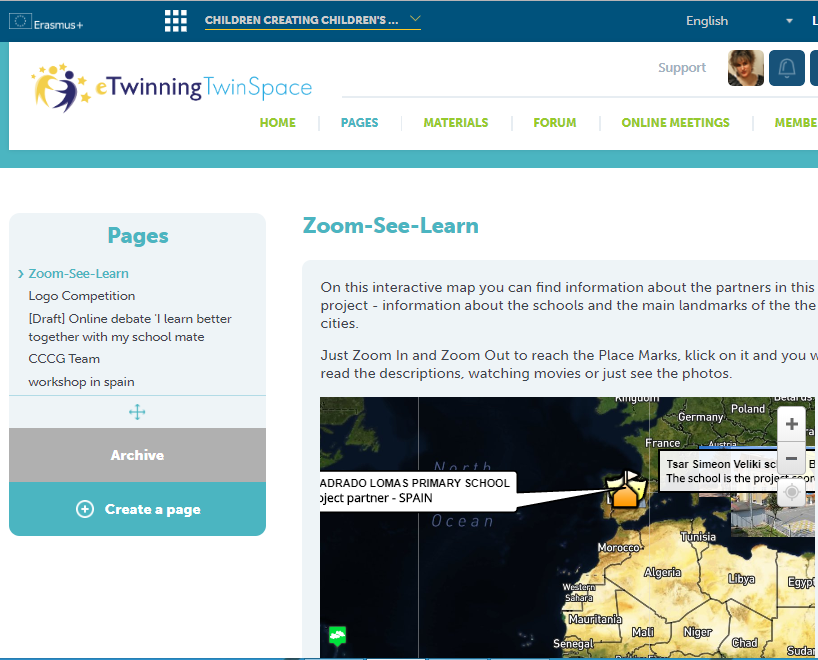 Erasmus+
CHILDREN CREATING CHILDREN'S ...
English
eTwinningTwinSpace
Support
HOME
PAGES
MATERIALS
FORUM
ONLINE MEETINGS
MEMBE
Pages
Zoom-See-Learn
Logo Competition
[Draft] Online debate 'I learn better
together with my school mate
CCCG Team
workshop in spain
Archive
Create a page
Zoom-See-Learn
On this interactive map you can find information about the partners in this
project - information about the schools and the main landmarks of the the
cities.
Just Zoom In and Zoom Out to reach the Place Marks, klick on it and you w
read the descriptions, watching movies or just see the photos.
Kingdom
Belarus
Poland
Germany
France
Austria
ADRADO LOMAS PRIMARY SCHOOL
oject partner - SPAIN
Tsar Simeon Veliki sc
The school is the project coor
North
Ocean
Tunisia
Morocco
Algeria
Libya
Egyp
Western
Sahara
Mauritania
Mali
Niger
Chad
Sudan
Senegal